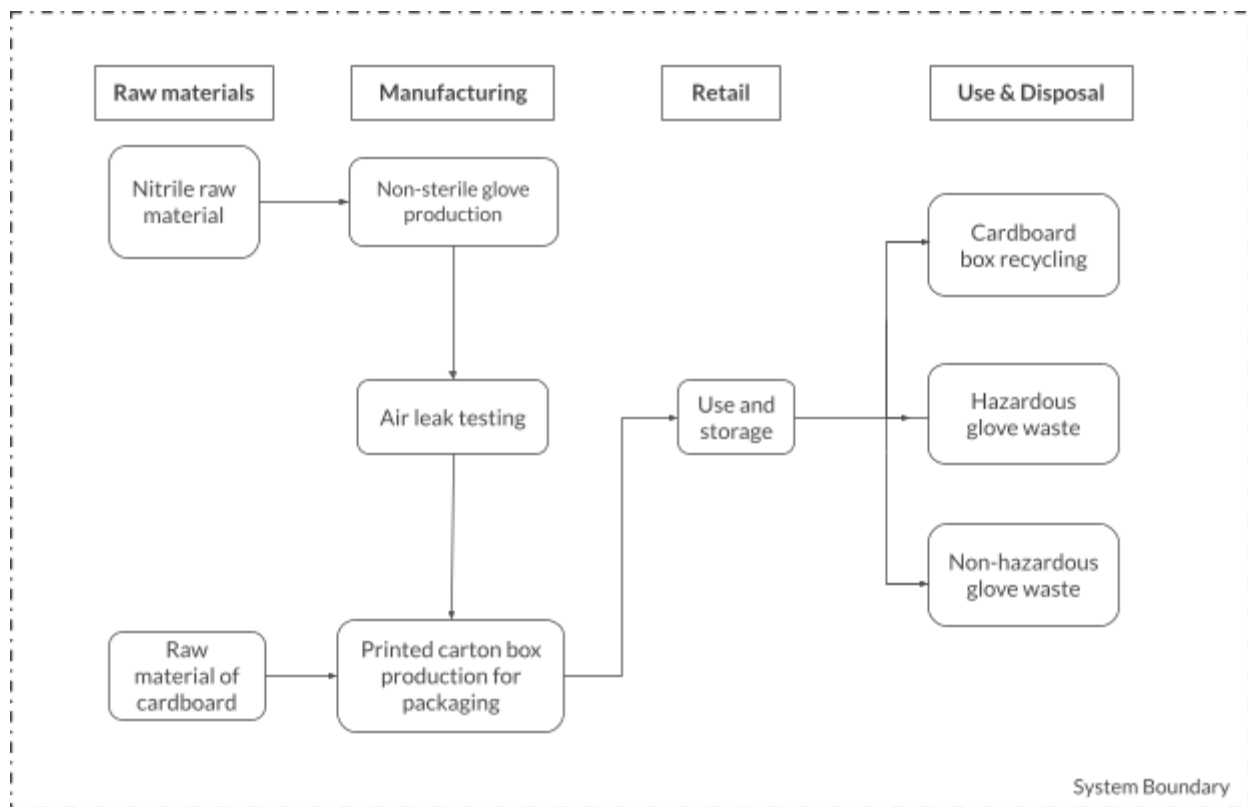 Raw materials
Manufacturing
Retail
Use & Disposal
Nitrile raw
material
Non-sterile glove
production
Cardboard
box recycling
Air leak testing
Use and
storage
Hazardous
glove waste
Non-hazardous
glove waste
Raw
material of
cardboard
Printed carton box
production for
packaging
System Boundary